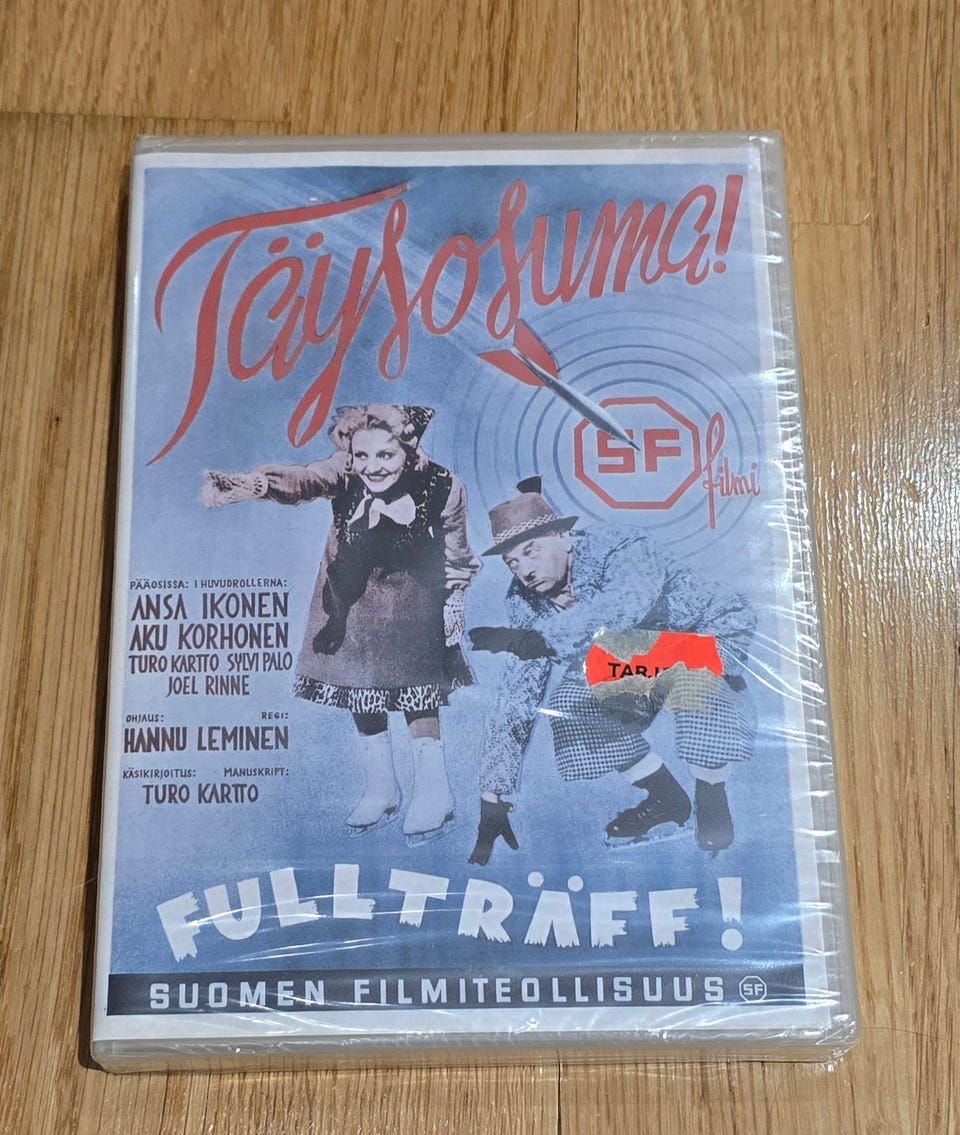 Täysosuma!
SF
filmi
PÄÄOSISSA: I HUVUDROLLERNA:
ANSA IKONEN
AKU KORHONEN
TURO KARTTO SYLVI PALO
JOEL RINNE
OHJAUS: REGI:
HANNU LEMINEN
KÄSIKIRJOITUS: MANUSKRIPT:
TURO KARTTO
FULLTRÄFF!
SUOMEN FILMITEOLLISUUS SF